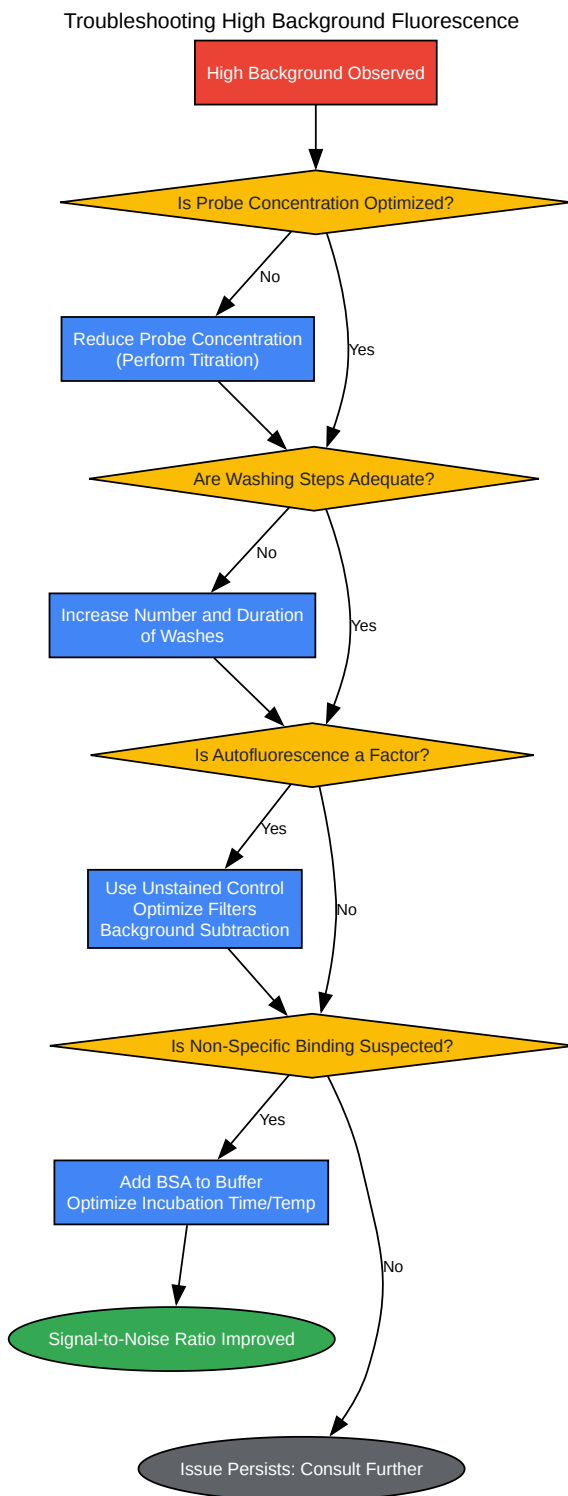 Troubleshooting High Background Fluorescence
High Background Observed
Is Probe Concentration Optimized?
No
Yes
Reduce Probe Concentration
(Perform Titration)
Are Washing Steps Adequate?
No
Yes
Increase Number and Duration
of Washes
Is Autofluorescence a Factor?
Yes
No
Use Unstained Control
Optimize Filters
Background Subtraction
Is Non-Specific Binding Suspected?
Yes
No
Add BSA to Buffer
Optimize Incubation Time/Temp
Signal-to-Noise Ratio Improved
Issue Persists: Consult Further